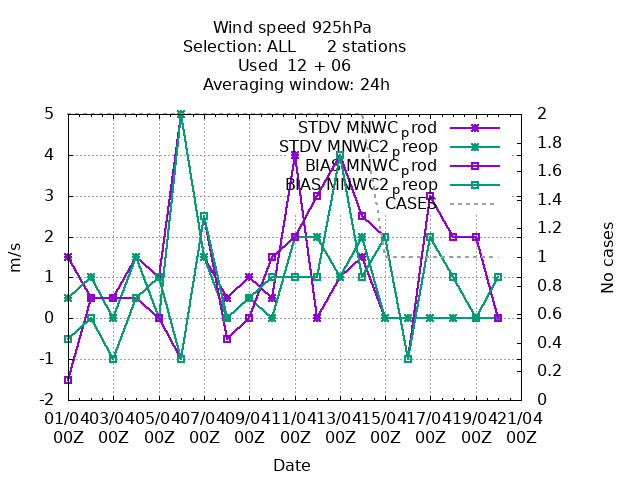 Wind speed 925hPa
Selection: ALL 2 stations
Used 12 + 06
Averaging window: 24h
5
4
3
2
1
0
-1
-2
m/s
2
1.8
1.6
1.4
1.2
1
0.8
0.6
0.4
0.2
0
No cases
STDV MNWC_prod
STDV MNWC2_preop
BIAS MNWC_prod
BIAS MNWC2_preop
CASES
01/04 03/04 05/04 07/04 09/04 11/04 13/04 15/04 17/04 19/04 21/04
00Z 00Z 00Z 00Z 00Z 00Z 00Z 00Z 00Z 00Z 00Z
Date